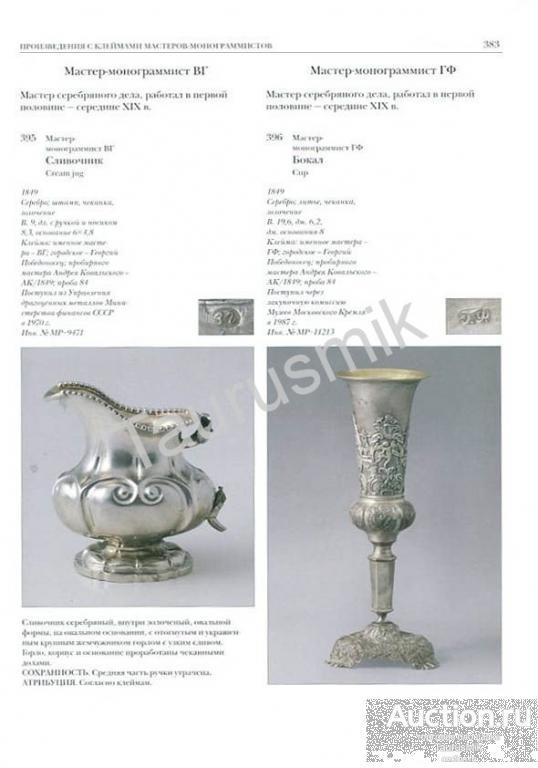 ПРОИЗВЕДЕНИЯ С КЛЕЙМАМИ МАСТЕРОВ-МОНОГРАММИСТОВ
383
Мастер-монограммист ВГ
Мастер серебряного дела, работал в первой
половине – середине XIX в.
395 Мастер-
монограммист ВГ
Сливочник
Cream jug
1849
Серебро; штамп, чеканка,
золочение
В. 9; дл. с ручкой и носиком
8,3, основание 6×4,8
Клейма: именное масте-
ра – ВГ; городское – Георгий
Победоносец; пробирного
мастера Андрея Ковальского –
АК/1849; проба 84
Поступил из Управления
драгоценных металлов Мини-
стерства финансов СССР
в 1970 г.
Инв. № МР-9471
Мастер-монограммист ГФ
Мастер серебряного дела, работал в первой
половине – середине XIX в.
396 Мастер-
монограммист ГФ
Бокал
Cup
1849
Серебро; литье, чеканка,
золочение
В. 19,6, дм. 6,2,
дм. основания 8
Клейма: именное мастера –
ГФ; городское – Георгий
Победоносец; пробирного
мастера Андрея Ковальского –
АК/1849; проба 84
Поступил через
закупочную комиссию
Музеев Московского Кремля
в 1987 г.
Инв. № МР-11213
Taurusmik
Сливочник серебряный, внутри золоченый, овальной
формы, на овальном основании, с отогнутым и украшен-
ным крупным жемчужником горлом с узким сливом.
Горло, корпус и основание проработаны чеканными
долами.
СОХРАННОСТЬ. Средняя часть ручки утрачена.
АТРИБУЦИЯ. Согласно клеймам.
Auction.ru